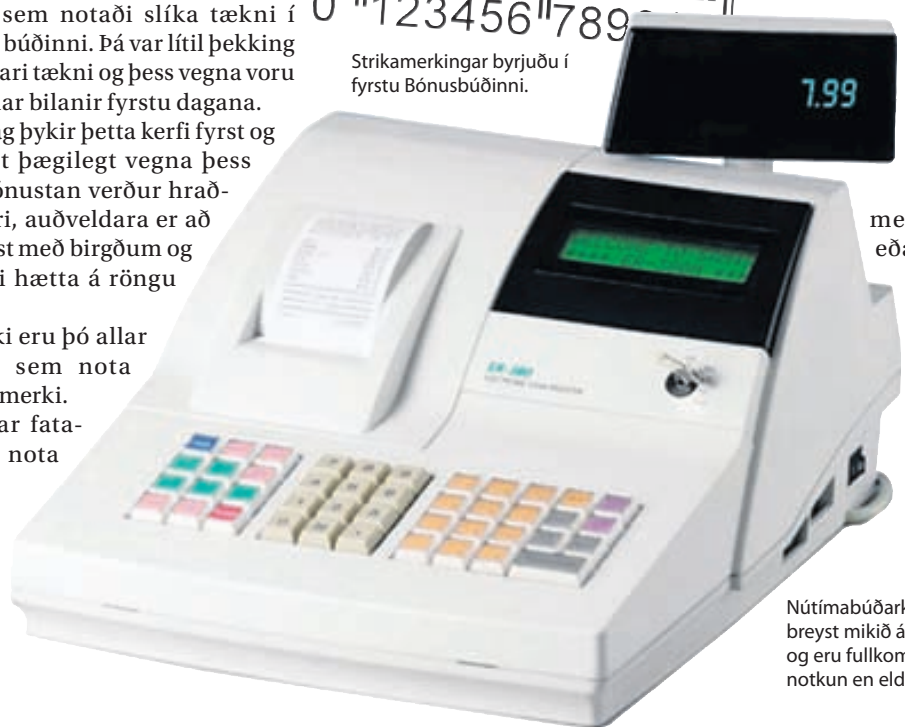 sem notaði slíka tækni í
búðinni. Þá var lítil þekking
ari tækni og þess vegna voru
ar bilanir fyrstu dagana.
g þykir þetta kerfi fyrst og
t þægilegt vegna þess
ónustan verður hrað-
ri, auðveldara er að
st með birgðum og
i hætta á röngu
ki eru þó allar
sem nota
merki.
ar fata-
nota
0 "123456"789
Strikamerkingar byrjuðu í
fyrstu Bónusbúðinni.
7.99
me
eða
Nútímabúðark
breyst mikið á
og eru fullkom
notkun en eld